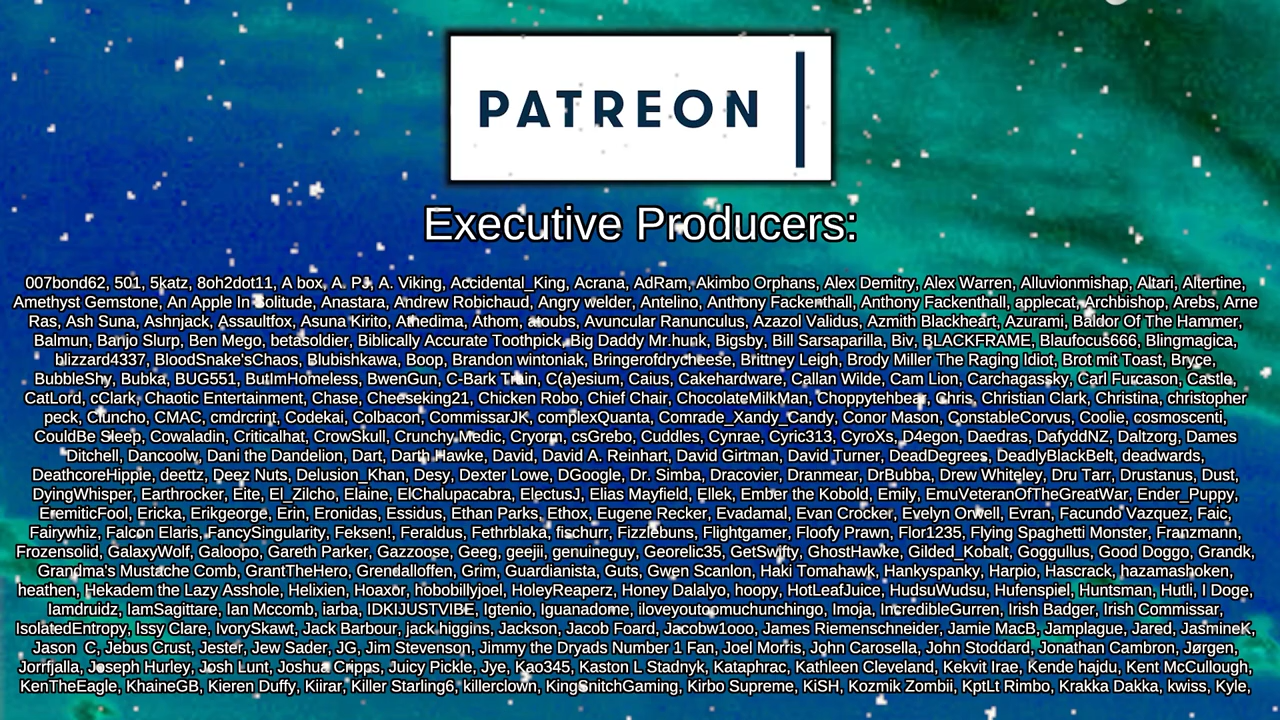 PATREON
Executive Producers:
007bond62, 501, 5katz, 8oh2dot11, A box, A. PJ, A. Viking, Accidental_King, Acrana, AdRam, Akimbo Orphans, Alex Demitry, Alex Warren, Alluvionmishap, Altari, Altertine,
Amethyst Gemstone, An Apple In Solitude, Anastara, Andrew Robichaud, Angry welder, Antelino, Anthony Fackenthall, Anthony Fackenthall, applecat, Archbishop, Arebs, Arne
Ras, Ash Suna, Ashnjack, Assaultfox, Asuna Kirito, Athedima, Athom, atoubs, Avuncular Ranunculus, Azazol Validus, Azmith Blackheart, Azurami, Baldor Of The Hammer,
Balmun, Banjo Slurp, Ben Mego, betasoldier, Biblically Accurate Toothpick, Big Daddy Mr.hunk, Bigsby, Bill Sarsaparilla, Biv, BLACKFRAME, Blaufocus666, Blingmagica,
blizzard4337, BloodSnake'sChaos, Blubishkawa, Boop, Brandon wintoniak, Bringerofdrycheese, Brittney Leigh, Brody Miller The Raging Idiot, Brot mit Toast, Bryce,
BubbleShy, Bubka, BUG551, ButImHomeless, BwenGun, C-Bark Train, C(a)esium, Caius, Cakehardware, Callan Wilde, Cam Lion, Carchagassky, Carl Furcason, Castle,
CatLord, cClark, Chaotic Entertainment, Chase, Cheeseking21, Chicken Robo, Chief Chair, ChocolateMilkMan, Choppytehbear, Chris, Christian Clark, Christina, christopher
peck, Cluncho, CMAC, cmdrcrint, Codekai, Colbacon, CommissarJK, complexQuanta, Comrade_Xandy_Candy, Conor Mason, ConstableCorvus, Coolie, cosmoscenti,
CouldBe Sleep, Cowaladin, Criticalhat, CrowSkull, Crunchy Medic, Cryorm, csGrebo, Cuddles, Cynrae, Cyric313, CyroXs, D4egon, Daedras, DafyddNZ, Daltzorg, Dames
Ditchell, Dancoolw, Dani the Dandelion, Dart, Darth Hawke, David, David A. Reinhart, David Girtman, David Turner, DeadDegrees, DeadlyBlackBelt, deadwards,
DeathcoreHippie, deettz, Deez Nuts, Delusion_Khan, Desy, Dexter Lowe, DGoogle, Dr. Simba, Dracovier, Dranmear, DrBubba, Drew Whiteley, Dru Tarr, Drustanus, Dust,
DyingWhisper, Earthrocker, Eite, El_Zilcho, Elaine, ElChalupacabra, ElectusJ, Elias Mayfield, Ellek, Ember the Kobold, Emily, EmuVeteranOfTheGreatWar, Ender_Puppy,
EremiticFool, Ericka, Erikgeorge, Erin, Eronidas, Essidus, Ethan Parks, Ethox, Eugene Recker, Evadamal, Evan Crocker, Evelyn Orwell, Evran, Facundo Vazquez, Faic,
Fairywhiz, Falcon Elaris, FancySingularity, Feksen!, Feraldus, Fethrblaka, fischurr, Fizzlebuns, Flightgamer, Floofy Prawn, Flor1235, Flying Spaghetti Monster, Franzmann,
Frozensolid, GalaxyWolf, Galoopo, Gareth Parker, Gazzoose, Geeg, geejii, genuineguy, Georelic35, GetSwjfty, GhostHawke, Gilded_Kobalt, Goggullus, Good Doggo, Grandk,
Grandma's Mustache Comb, GrantTheHero, Grendalloffen, Grim, Guardianista, Guts, Gwen Scanlon, Haki Tomahawk, Hankyspanky, Harpio, Hascrack, hazamashoken,
heathen, Hekadem the Lazy Asshole, Helixien, Hoaxor, hobobillyjoel, HoleyReaperz, Honey Dalalyo, hoopy, HotLeafJuice, HudsuWudsu, Hufenspiel, Huntsman, Hutli, I Doge,
Iamdruidz, IamSagittare, Ian Mccomb, iarba, IDKIJUSTVIBE, Igtenio, Iguanadome, iloveyoutoomuchunchingo, Imoja, IncredibleGurren, Irish Badger, Irish Commissar,
IsolatedEntropy, Issy Clare, IvorySkawt, Jack Barbour, jack higgins, Jackson, Jacob Foard, Jacobw1ooo, James Riemenschneider, Jamie MacB, Jamplague, Jared, JasmineK,
Jason  C, Jebus Crust, Jester, Jew Sader, JG, Jim Stevenson, Jimmy the Dryads Number 1 Fan, Joel Morris, John Carosella, John Stoddard, Jonathan Cambron, Jørgen,
Jorrfjalla, Joseph Hurley, Josh Lunt, Joshua Cripps, Juicy Pickle, Jye, Kao345, Kaston L Stadnyk, Kataphrac, Kathleen Cleveland, Kekvit Irae, Kende hajdu, Kent McCullough,
KenTheEagle, KhaineGB, Kieren Duffy, Kiirar, Killer Starling6, killerclown, KingSnitchGaming, Kirbo Supreme, KiSH, Kozmik Zombii, KptLt Rimbo, Krakka Dakka, kwiss, Kyle,